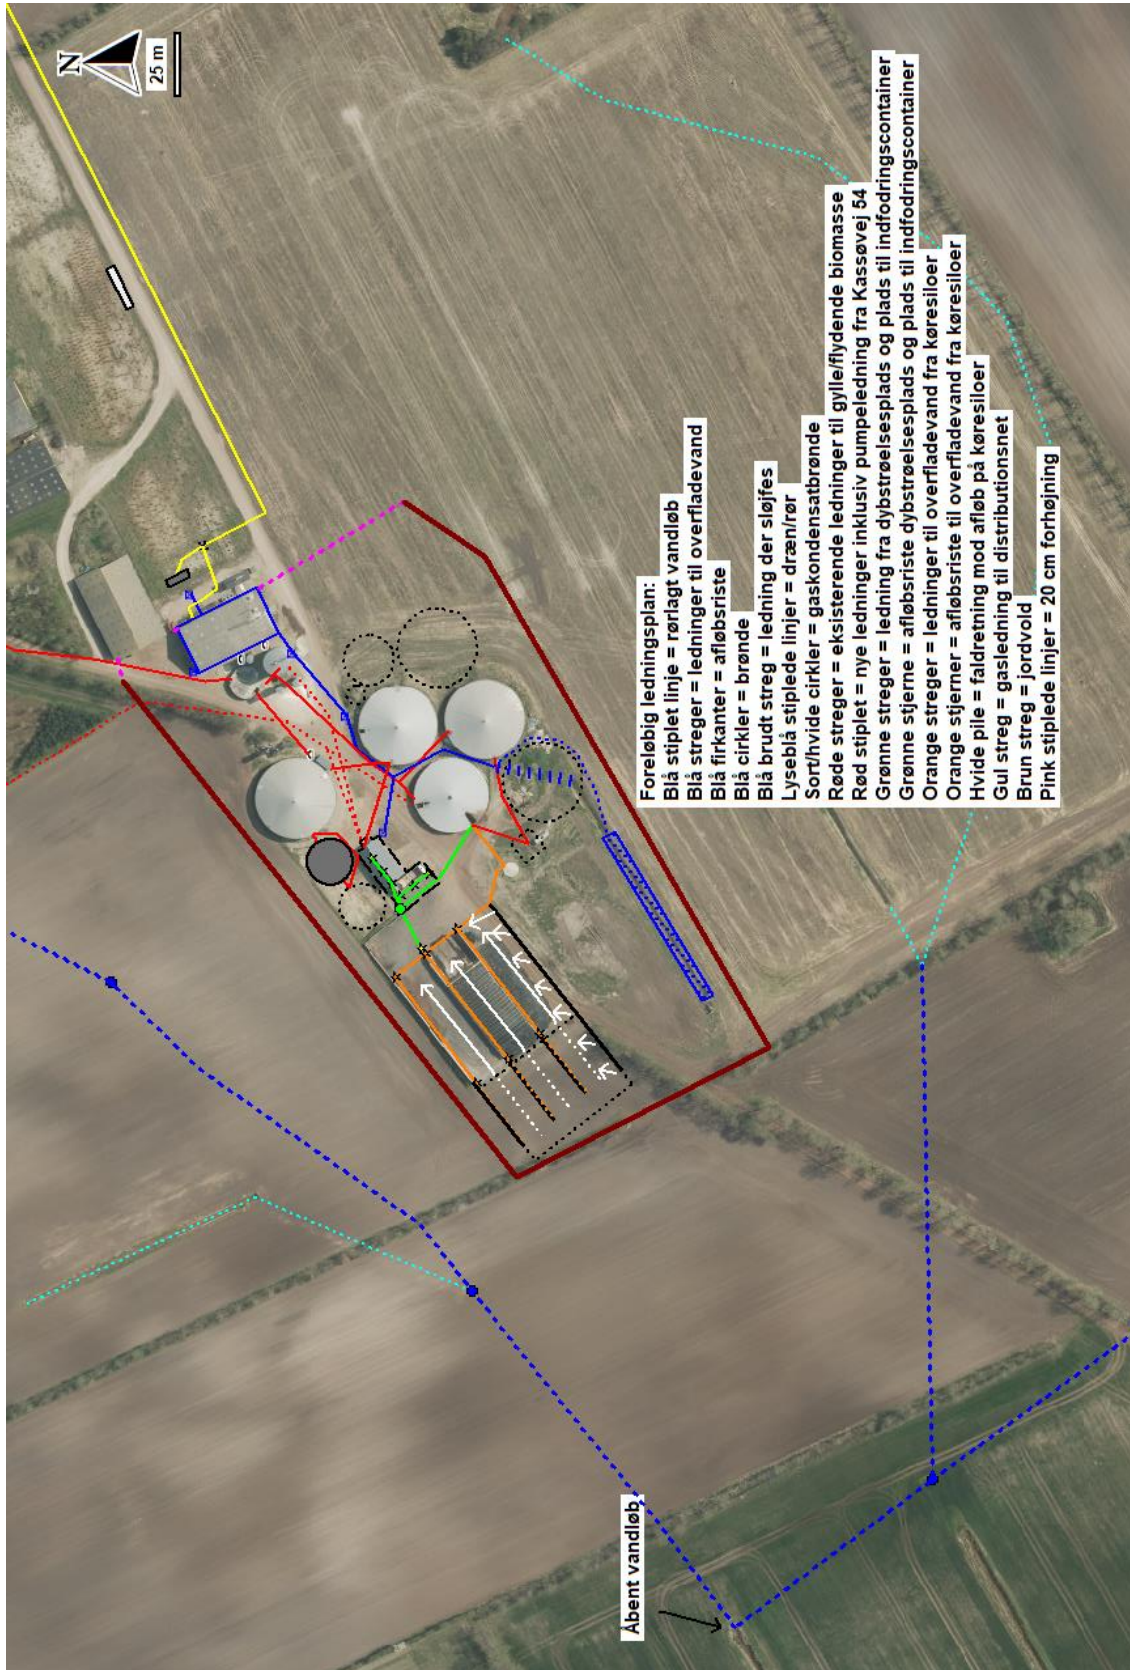 N
25 m
Foreløbig ledningsplan:
Blå stiplet linje = rørlagt vandløb
Blå streger = ledninger til overfladevand
Blå firkanter = afløbsriste
Blå cirkler = brønde
Blå brudt streg = ledning der sløjfes
Lyseblå stiplede linjer = dræn/rør
Sort/hvide cirkler = gaskondensatbrønde
Røde streger = eksisterende ledninger til gylle/flydende biomasse
Rød stiplet = nye ledninger inklusiv pumpeledning fra Kassøvej 54
Grønne streger = ledning fra dybstrøelsesplads og plads til indfodringscontainer
Grønne stjerne = afløbsriste dybstrøelsesplads og plads til indfodringscontainer
Orange streger = ledninger til overfladevand fra køresiloer
Orange stjerner = afløbsriste til overfladevand fra køresiloer
Hvide pile = faldretning mod afløb på køresiloer
Gul streg = gasledning til distributionsnet
Brun streg = jordvold
Pink stiplede linjer = 20 cm forhøjning
Åbent vandløb